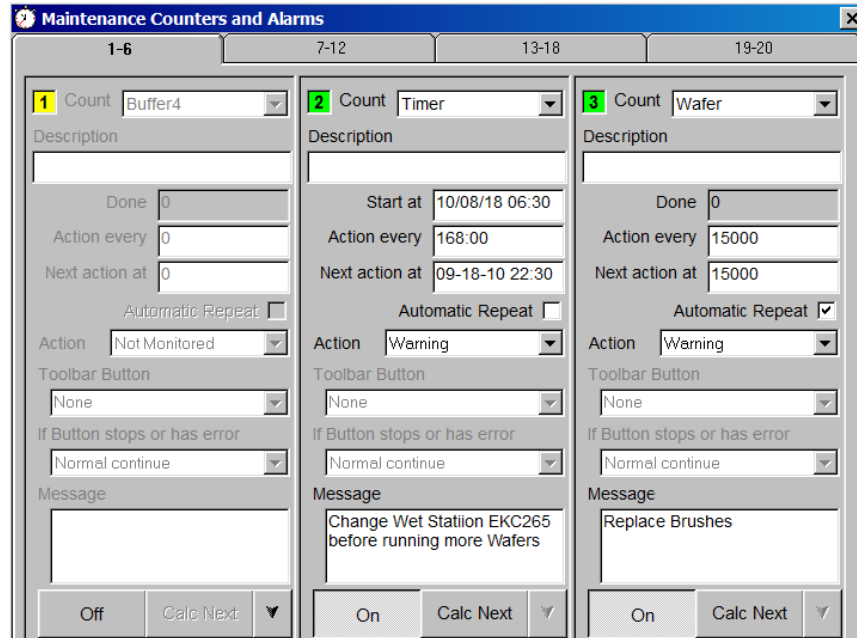 Maintenance Counters and Alarms
1-6
7-12
13-18
19-20
1 Count Buffer4
Description
Done 0
Action every 0
Next action at 0
Automatic Repeat
Action Not Monitored
Toolbar Button
None
If Button stops or has error
Normal continue
Message
Off
Calc Next
2 Count Timer
Description
Start at 10/08/18 06:30
Action every 168:00
Next action at 09-18-10 22:30
Automatic Repeat
Action Warning
Toolbar Button
None
If Button stops or has error
Normal continue
Message
Change Wet Statiion EKC265
before running more Wafers
On
Calc Next
3 Count Wafer
Description
Done 0
Action every 15000
Next action at 15000
Automatic Repeat
Action Warning
Toolbar Button
None
If Button stops or has error
Normal continue
Message
Replace Brushes
On
Calc Next